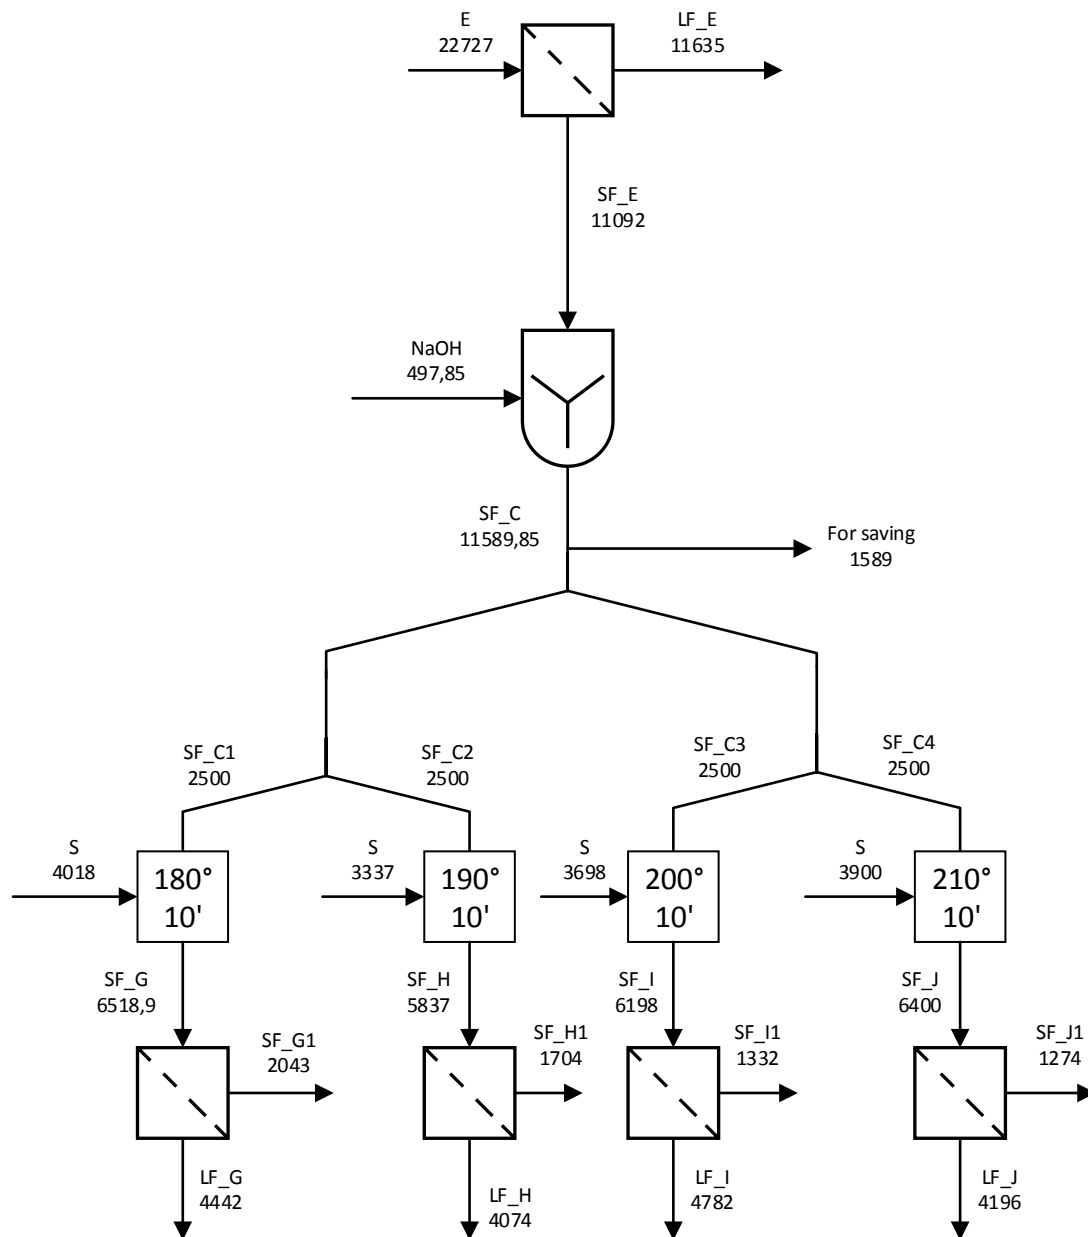 E
22727
LF_E
11635
SF_E
11092
NaOH
497,85
SF_C
11589,85
For saving
1589
SF_C1
2500
SF_C2
2500
SF_C3
2500
SF_C4
2500
S
4018
180°
10'
S
3337
190°
10'
S
3698
200°
10'
S
3900
210°
10'
SF_G
6518,9
SF_H
5837
SF_I
6198
SF_J
6400
SF_G1
2043
SF_H1
1704
SF_I1
1332
SF_J1
1274
LF_G
4442
LF_H
4074
LF_I
4782
LF_J
4196